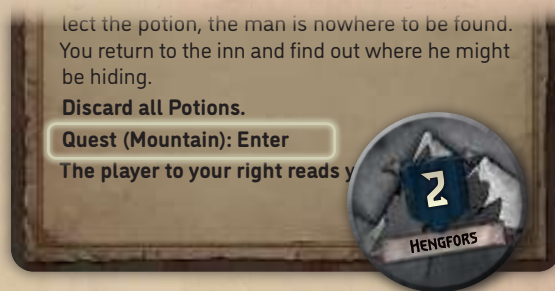 lect the potion, the man is nowhere to be found.
You return to the inn and find out where he might
be hiding.
Discard all Potions.
Quest (Mountain): Enter
The player to your right reads
2
HENGFORS